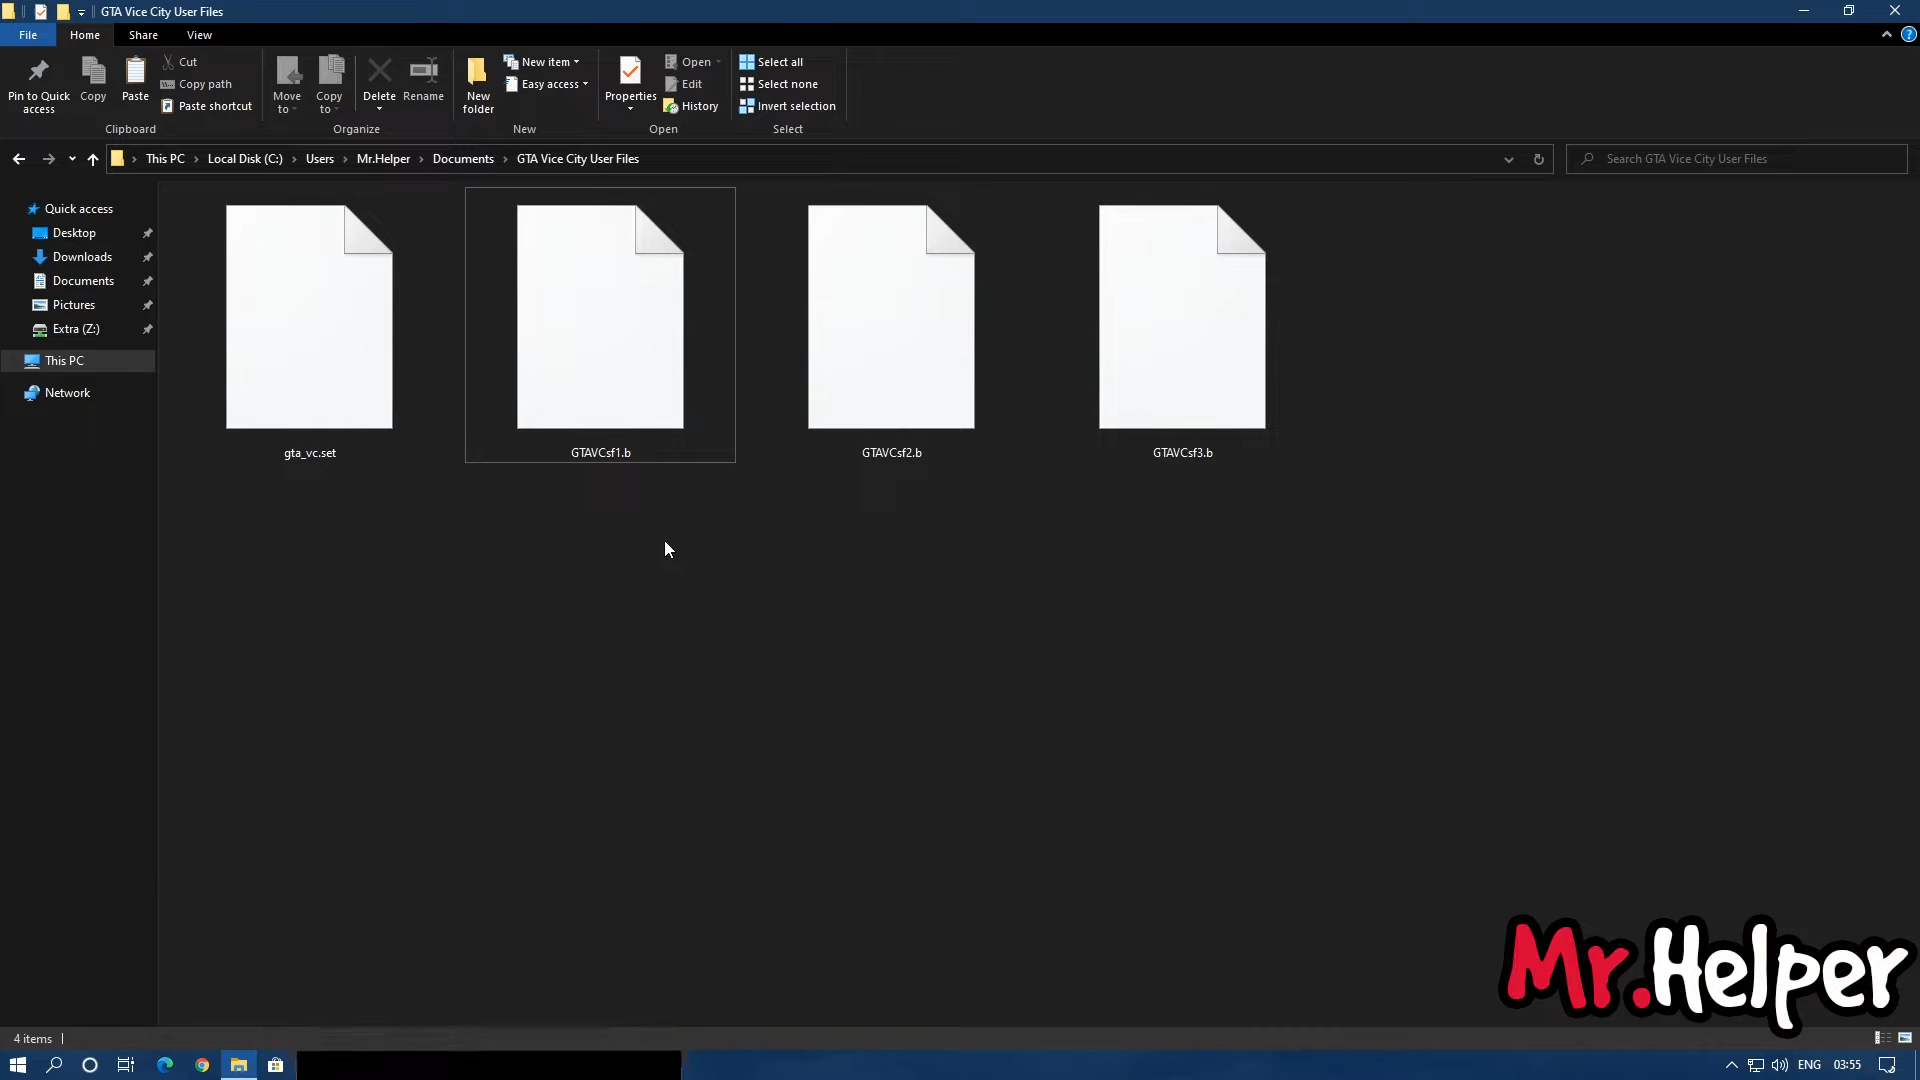 GTA Vice City User Files
File Home Share View
Pin to Quick access
Copy
Paste
Cut
Copy path
Paste shortcut
Clipboard
Move to
Copy to
Delete
Rename
Organize
New folder
New item
Easy access
New
Properties
Open
Edit
History
Open
Select all
Select none
Invert selection
Select
This PC > Local Disk (C:) > Users > Mr.Helper > Documents > GTA Vice City User Files
Search GTA Vice City User Files
Quick access
Desktop
Downloads
Documents
Pictures
Extra (Z:)
This PC
Network
gta_vc.set
GTAVCsf1.b
GTAVCsf2.b
GTAVCsf3.b
Mr.Helper
4 items
ENG 03:55